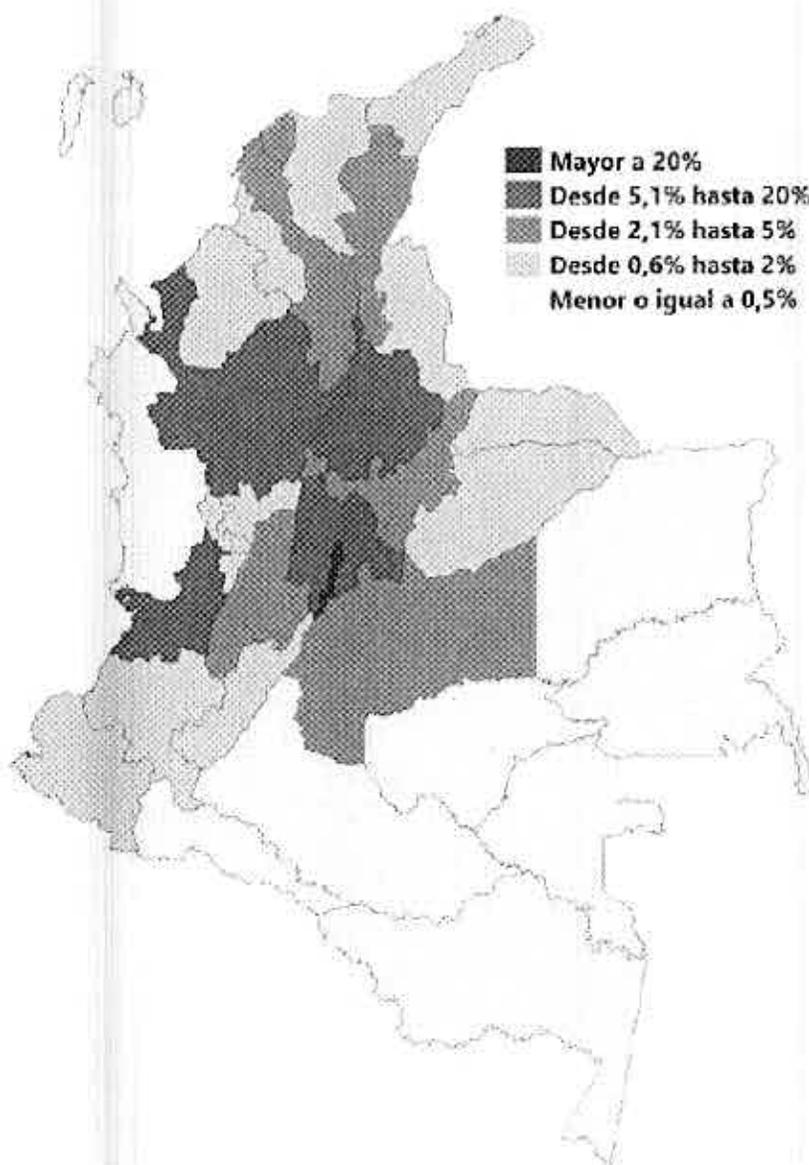 Mayor a 20%
Desde 5,1% hasta 20%
Desde 2,1% hasta 5%
Desde 0,6% hasta 2%
Menor o igual a 0,5%